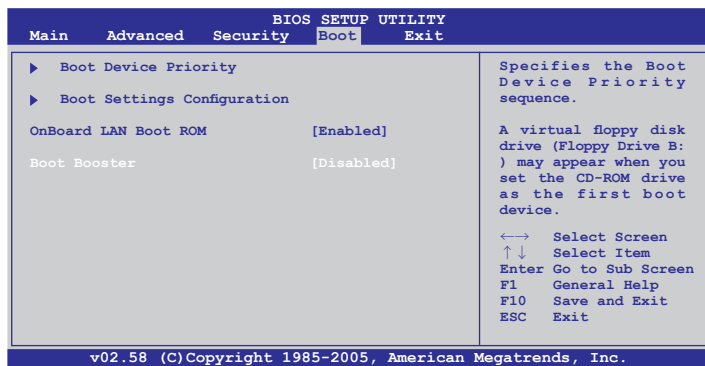 BIOS SETUP UTILITY
Main Advanced Security Boot Exit
Boot Device Priority
Boot Settings Configuration
OnBoard LAN Boot ROM [Enabled]
Boot Booster [Disabled]
Specifies the Boot
Device Priority
sequence.
A virtual floppy disk
drive (Floppy Drive B:
) may appear when you
set the CD-ROM drive
as the first boot
device.
←→ Select Screen
↑↓ Select Item
Enter Go to Sub Screen
F1 General Help
F10 Save and Exit
ESC Exit
v02.58 (C)Copyright 1985-2005, American Megatrends, Inc.